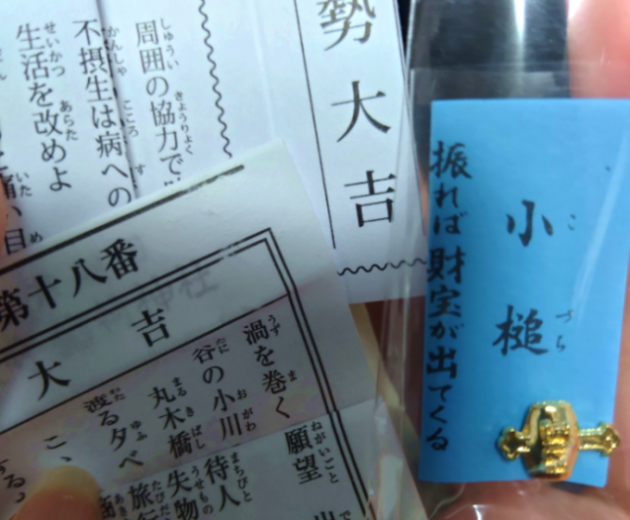 勢 大吉
周囲の協力で
不摂生は病への
生活を改めよ
第十八番
大吉
渦を巻く
谷の小川
丸木橋
渡る夕べ
願望
待人
失物
小槌
振れば財宝が出てくる